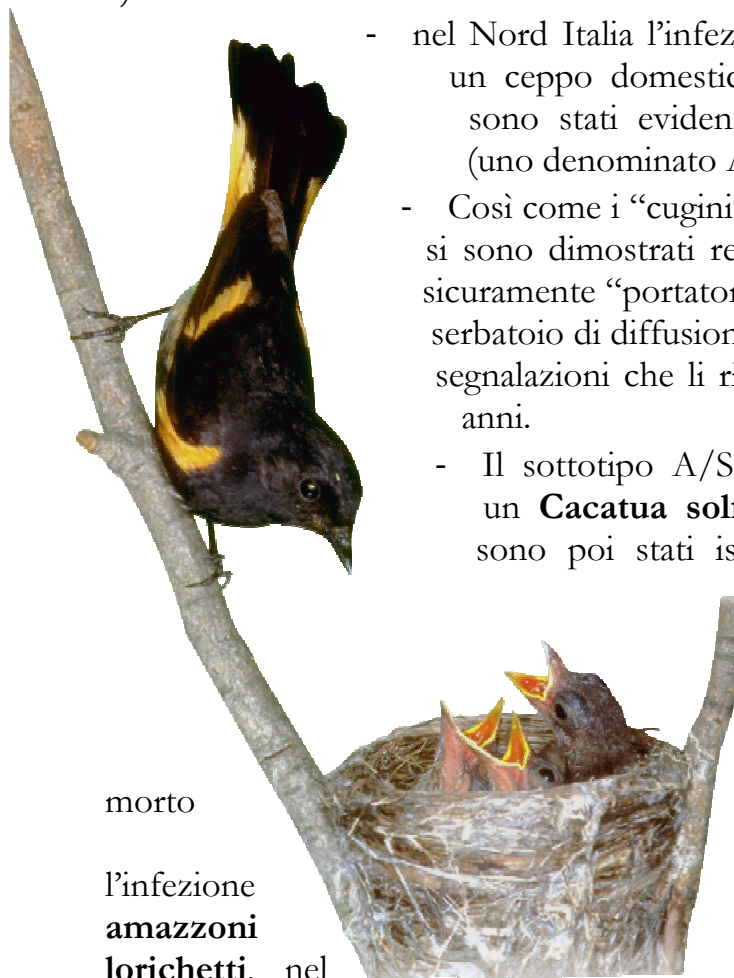 - nel Nord Italia l’infez
un ceppo domestic
sono stati eviden
(uno denominato A
- Così come i “cugini
si sono dimostrati re
sicuramente “portator
serbatoio di diffusion
segnalazioni che li ri
anni.
- Il sottotipo A/S
un Cacatua solf
sono poi stati is
morto
l’infezione
amazzoni
lorichetti, nel